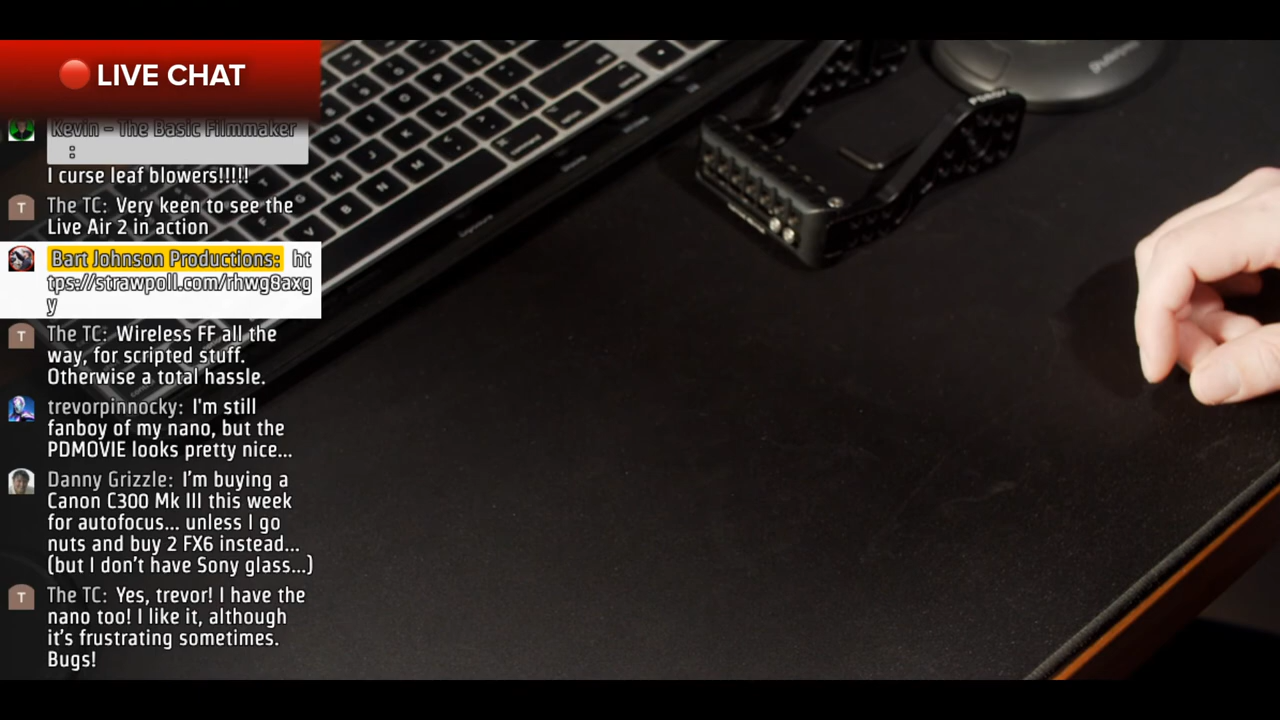 LIVE CHAT
Kevin - The Basic Filmmaker
:
I curse leaf blowers!!!!!
T The TC: Very keen to see the
Live Air 2 in action
Bart Johnson Productions: ht
tps://strawpoll.com/rhwg8axg
y
T The TC: Wireless FF all the
way, for scripted stuff.
Otherwise a total hassle.
trevorpinnocky: I'm still
fanboy of my nano, but the
PDMOVIE looks pretty nice...
Danny Grizzle: I'm buying a
Canon C300 Mk III this week
for autofocus... unless I go
nuts and buy 2 FX6 instead...
(but I don't have Sony glass...)
T The TC: Yes, trevor! I have the
nano too! I like it, although
it's frustrating sometimes.
Bugs!